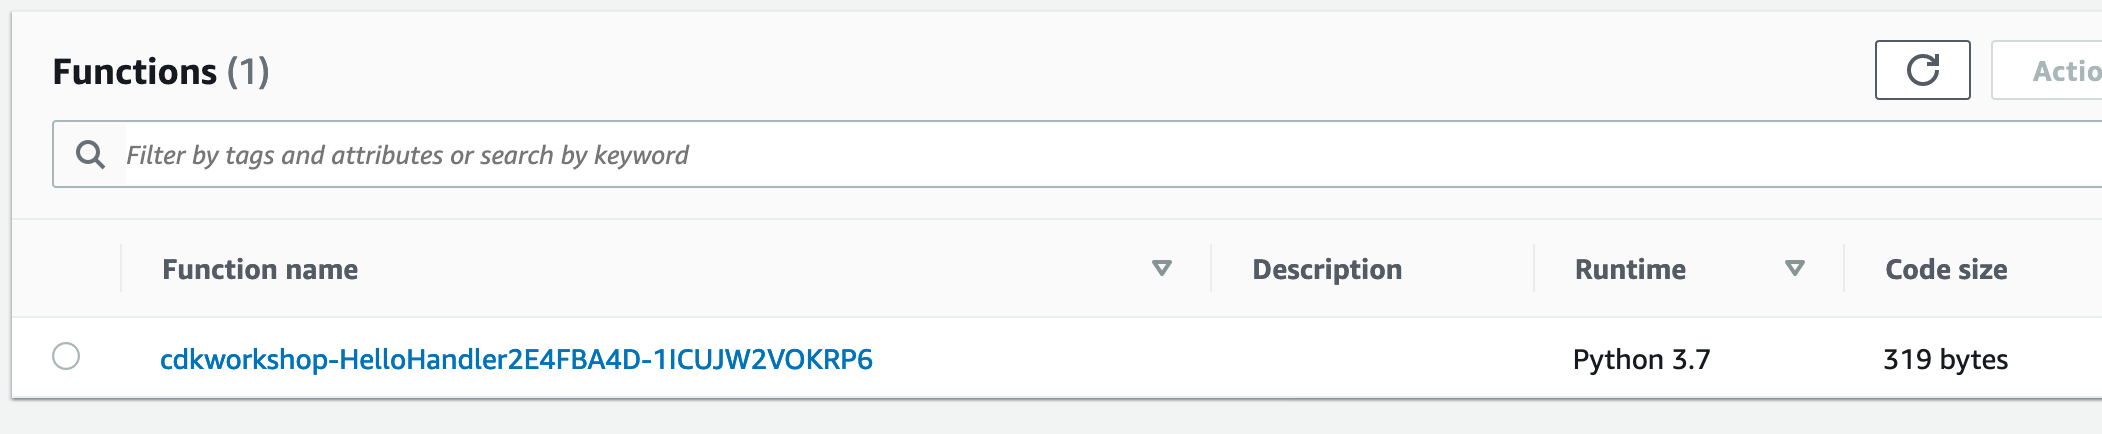 Functions (1)
Actio
Filter by tags and attributes or search by keyword
Function name Description Runtime Code size
cdkworkshop-HelloHandler2E4FBA4D-1ICUJW2VOKRP6 Python 3.7 319 bytes